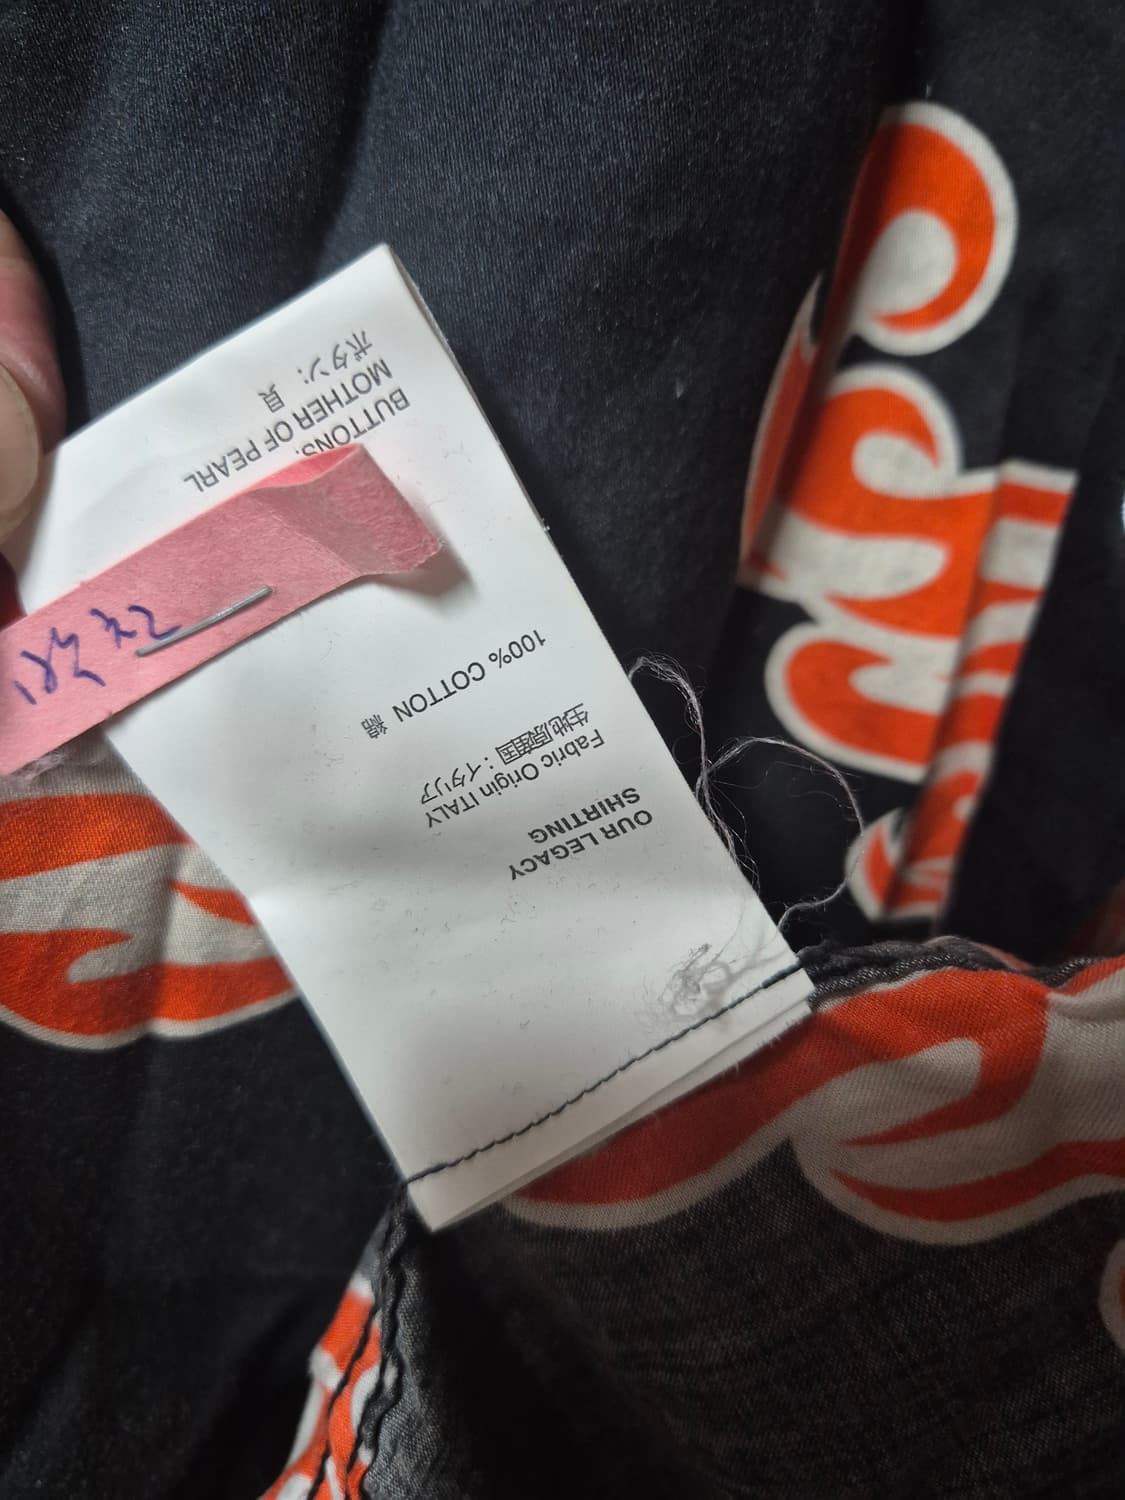 OUR LEGACY
SHIRTING
Fabric Origin ITALY
生地原産国：イタリア
100% COTTON 綿
BUTTONS:
MOTHER OF PEARL
ボタン：貝